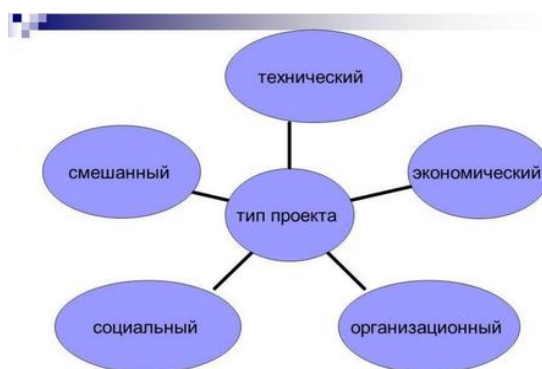 технический
смешанный
экономический
тип проекта
социальный
организационный